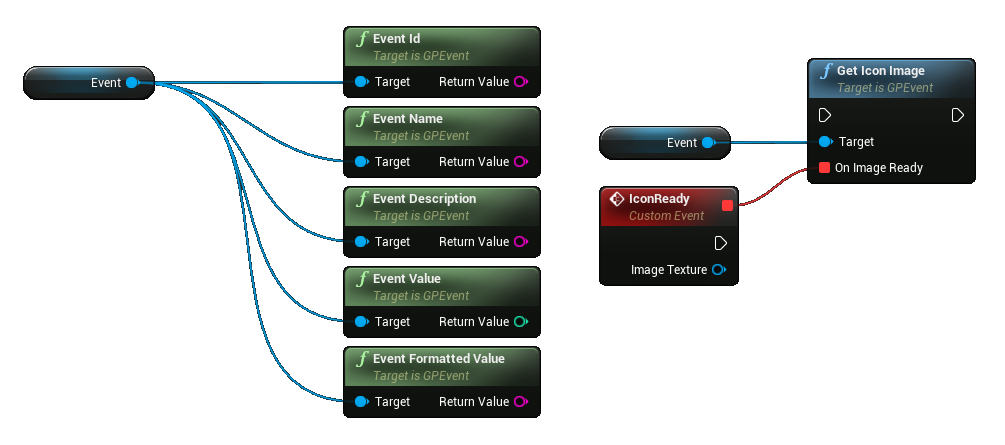 Event
f Event Id
Target is GPEvent
Target Return Value
f Event Name
Target is GPEvent
Target Return Value
f Event Description
Target is GPEvent
Target Return Value
f Event Value
Target is GPEvent
Target Return Value
f Event Formatted Value
Target is GPEvent
Target Return Value
Event
IconReady
Custom Event
Image Texture
f Get Icon Image
Target is GPEvent
Target
On Image Ready